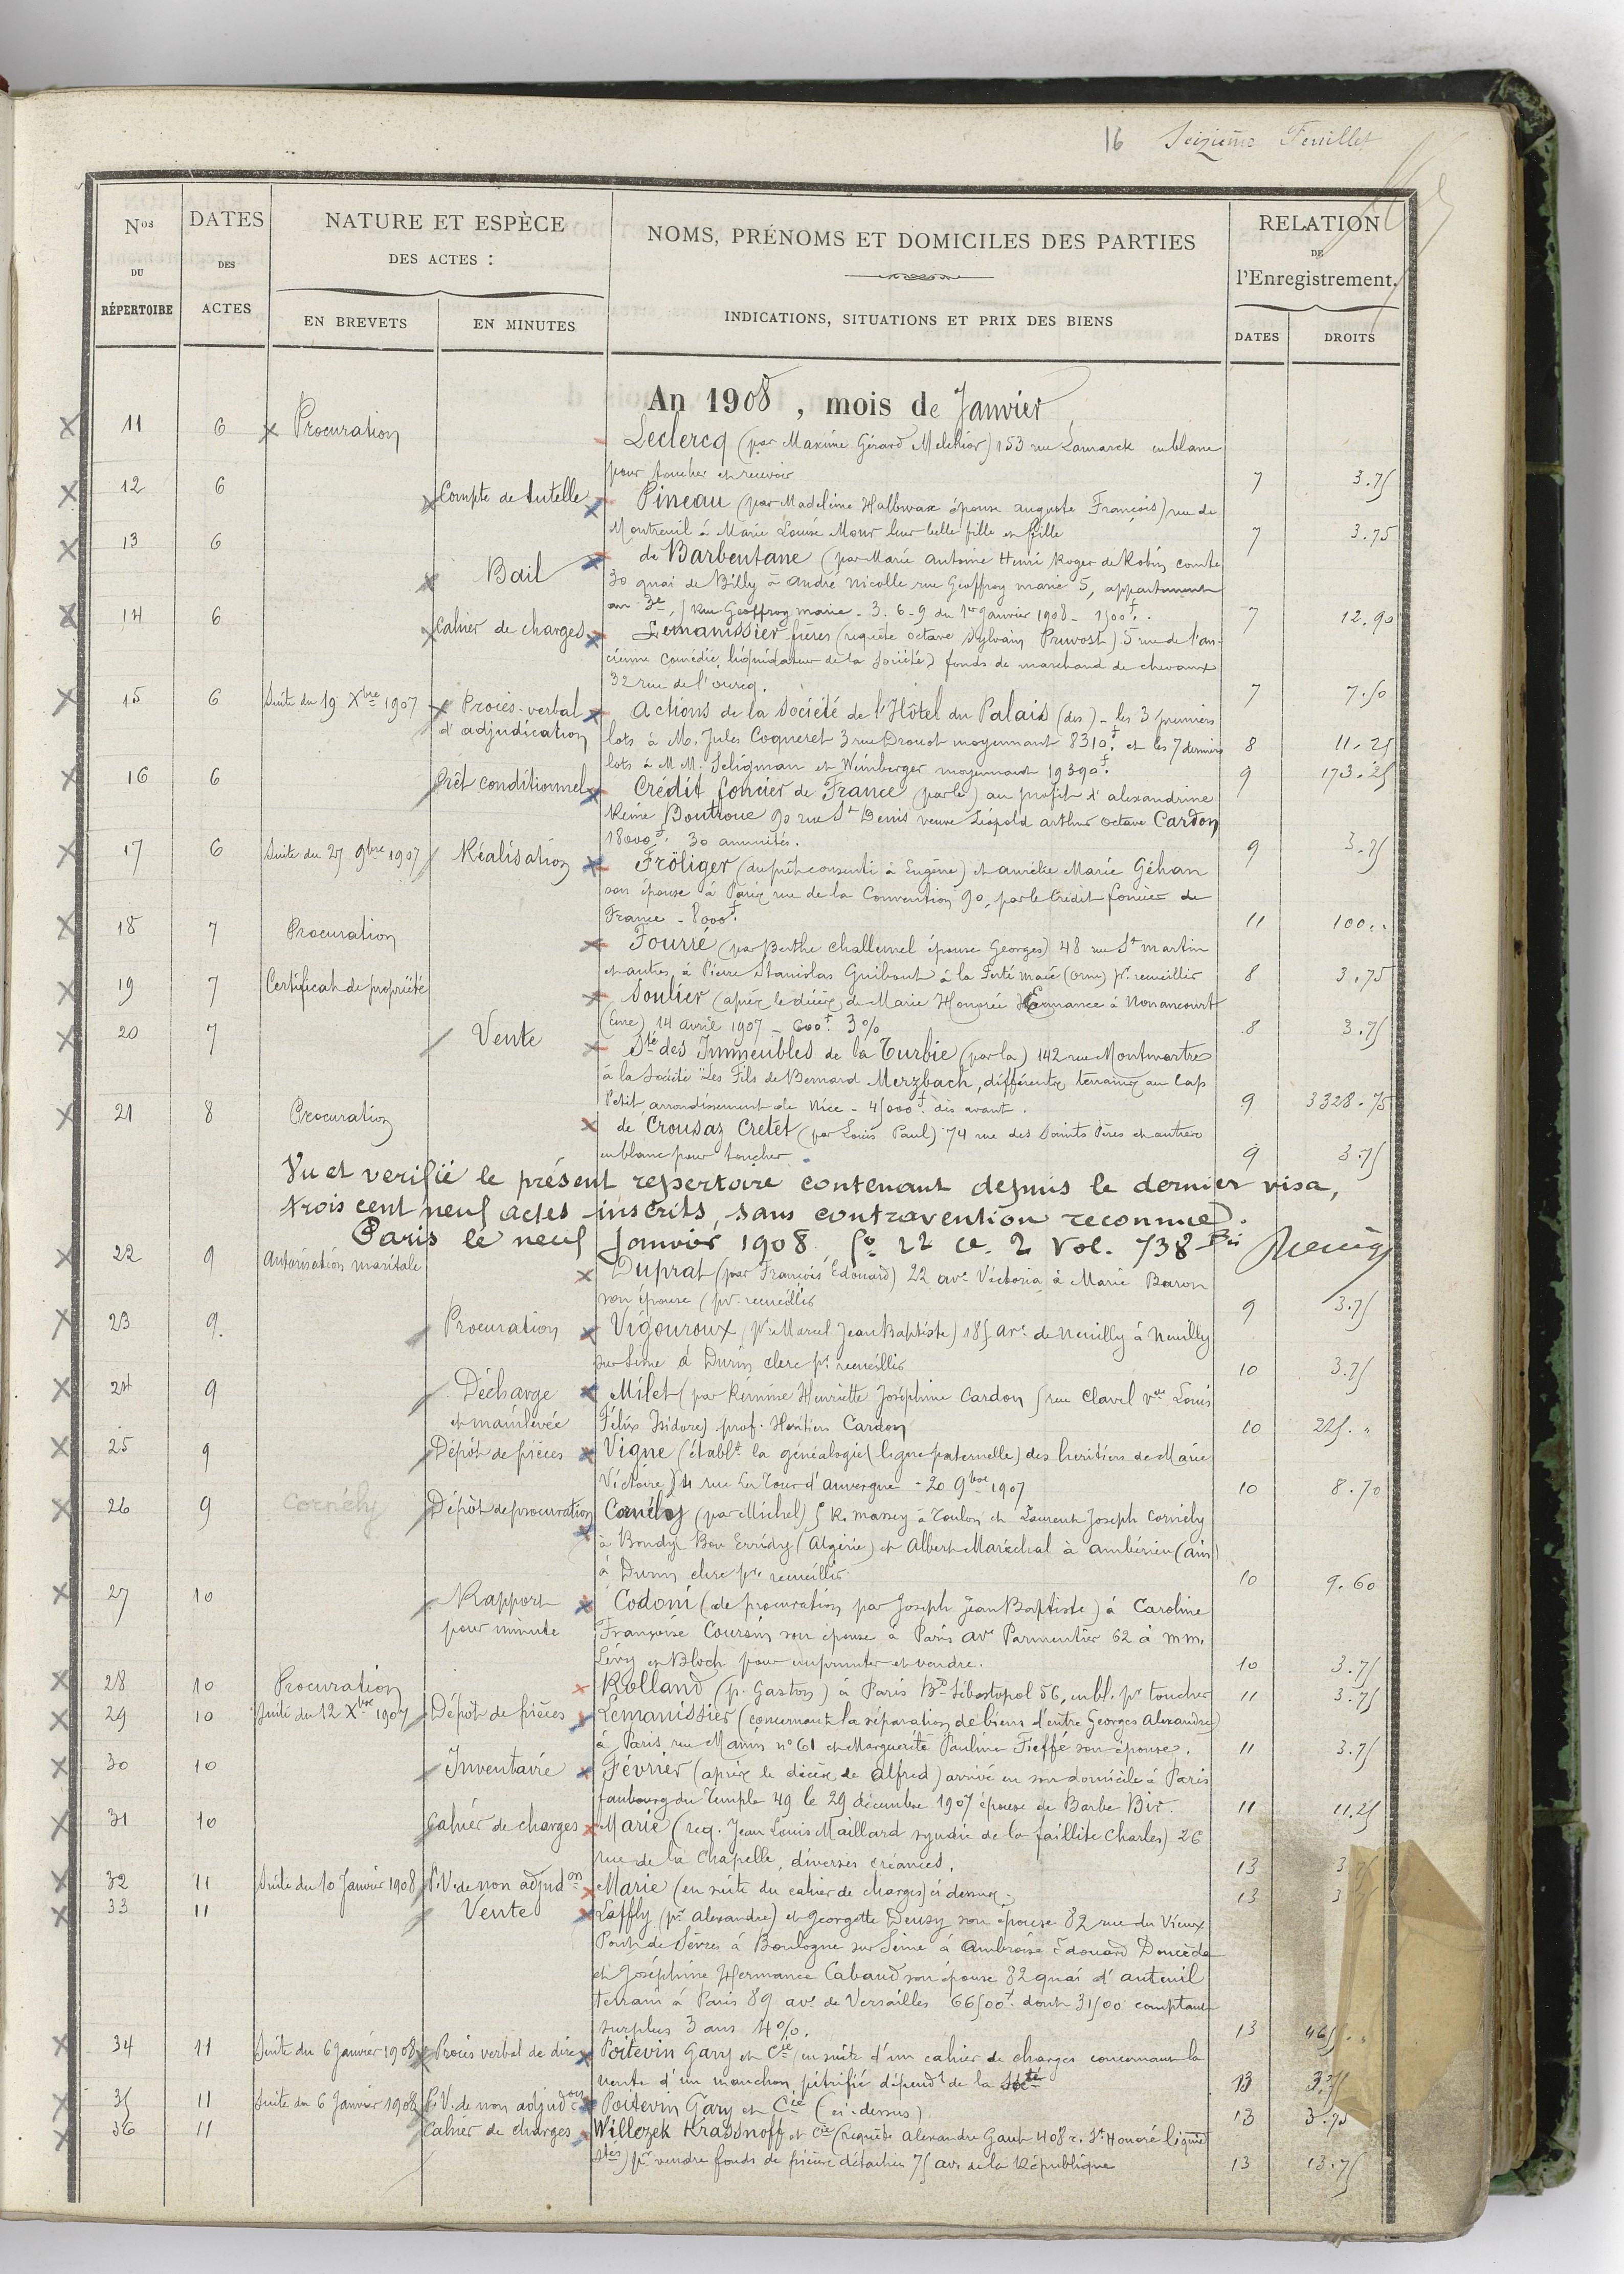 16 Seizième Feuillet
Nos DU RÉPERTOIRE
DATES DES ACTES
NATURE ET ESPÈCE DES ACTES :
EN BREVETS
EN MINUTES
NOMS, PRÉNOMS ET DOMICILES DES PARTIES
INDICATIONS, SITUATIONS ET PRIX DES BIENS
RELATION DE l'Enregistrement.
DATES
DROITS
An 1908, mois de Janvier
11 6 Procuration Leclercq (par Maxime Gérard Melchior) 153 rue Lamarck en blanc
pour toucher et recevoir 7 3.75
12 6 Compte de tutelle Pineau (par Madeleine Halbwax épouse Auguste François) rue de
Montreuil à Marie Louise Mour leur belle fille et fille 7 3.75
13 6 Bail de Barbentane (par Marie Antoine Henri Roger de Robin comte
30 quai de Billy à André Nicolle rue Geoffroy marie 5, appartement
au 3e, 5 rue Geoffroy marie - 3. 6 - 9 du 1er Janvier 1908 - 1500f. 7 12.90
14 6 Cahier de charges Lemanissier frères (requête Octave Sylvain Pruvost) 5 rue de l'an-
cienne Comédie, liquidateur de la Société) fonds de marchand de chevaux
32 rue de l'ourcq. 7 7.50
15 6 Suite du 19 Xbre 1907 Procès-verbal d'adjudication Actions de la Société de l'Hôtel du Palais (des) - les 3 premiers
lots à M. Jules Coqueret 3 rue Drouot moyennant 8310f. et les 7 derniers 8 11.25
lots à MM. Seligman et Weinberger moyennant 19390f. 9 173.25
16 6 Prêt conditionnel Crédit foncier de France (par le) au profit d'Alexandrine
Reine Boutroue 90 rue St Denis veuve Léopold Arthur Octave Cardon
18000f. 30 annuités. 9 3.75
17 6 Suite du 27 9bre 1907 Réalisation Fröliger (du prêt consenti à Eugène) et Aurélie Marie Géhan
son épouse à Paris, rue de la Convention 90, par le Crédit foncier de
France - 8000f. 11 100..
18 7 Procuration Fourré (par Berthe Challemel épouse Georges) 48 rue St martin
et autres, à Pierre Stanislas Guibout à la Ferté macé (Orne) pr recueillir 8 3.75
19 7 Certificat de propriété Soulier (après le décès de Marie Honorée Hermance à Nonancourt
(Eure) 14 avril 1907 - 600f. 3% 8 3.75
20 7 Vente Sté des Immeubles de la Turbie (par la) 142 rue Montmartre
à la Société "Les Fils de Bernard Merzbach, différents terrains au Cap
Petit, arrondissement de Nice - 45000f. dès avant. 9 3328.75
21 8 Procuration de Crousaz Cretet (par Louis Paul) 74 rue des Saints Pères et autres
en blanc pour toucher. 9 3.75
Vu et verifié le présent repertoire contenant depuis le dernier visa,
trois cent neuf actes inscrits, sans contravention reconnue.
Paris le neuf Janvier 1908 fo 22 ce. 2 Vol. 738 Bis
22 9 Autorisation maritale Duprat (par François Edouard) 22 ave Victoria à Marie Baron
son épouse (pr recueillir 9 3.75
23 9. Procuration Vigouroux (pr Marcel Jean Baptiste) 185 ave de Neuilly à Neuilly
sur Seine à Durin clerc pr recueillir 10 3.75
24 9 Décharge et mainlevée Milet (par Rémine Henriette Joséphine Cardon 5 rue Clavel vve Louis
Félix Isidore) prof. Héritiers Cardon 10 225."
25 9 Dépôt de pièces Vigne (établt la généalogie (ligne paternelle) des héritiers de Marie
Victoire) 4 rue La Tour d'auvergne - 20 9bre 1907 10 8.70
26 9 Cornély Dépôt de procuration Cornély (par Michel) 5 R. massey à Toulon et Laurent Joseph Cornély
à Bondy Bou Erridy (Algérie) et Albert Maréchal à Ambérieu (ain)
à Durin clerc pr recueillir 10 9.60
27 10 Rapport pour minute Codoni (de procuration par Joseph Jean Baptiste) à Caroline
Françoise Coursin son épouse à Paris ave Parmentier 62 à mm.
Lévy et Bloch pour emprunter et vendre. 10 3.75
28 10 Procuration Rolland (p. Gaston) à Paris Bd Sébastopol 56, en bl. pr toucher 11 3.75
29 10 Suite du 12 Xbre 1907 Dépôt de pièces Lemanissier (concernant la séparation de biens d'entre Georges Alexandre)
à Paris rue Manin no 61 et Marguerite Pauline Fieffé son épouse. 11 3.75
30 10 Inventaire Février (après le décès de Alfred) arrivé en son domicile à Paris
faubourg du Temple 49 le 29 décembre 1907 époux de Barbe Bir. 11 11.25
31 10 Cahier de charges Marie (req. Jean Louis Maillard syndic de la faillite Charles) 26
rue de la Chapelle, diverses créances. 13 3
32 11 Suite du 10 Janvier 1908 P.V. de non adjudon Marie (en suite du cahier de charges) ci dessus. 13 3
33 11 Vente Laffly (pr Alexandre) et Georgette Deusy son épouse 82 rue du Vieux
Pont de Sèvres à Boulogne sur Seine à Ambroise Edouard Doucède
et Joséphine Hermance Cabaud son épouse 32 quai d'auteuil
terrain à Paris 89 ave de Versailles 66500f. dont 31500 comptant
surplus 3 ans 4%. 13 465
34 11 Suite du 6 Janvier 1908 Procès verbal de dire Poitevin Gary et Cie (en suite d'un cahier de charges concernant la
vente d'un manchon pétrifié dépendt de la Sté 13 3.75
35 11 Suite du 6 Janvier 1908 P.V. de non adjudon Poitevin Gary et Cie (ci-dessus) 13 3.75
36 11 Cahier de charges Willezek Krassnoff et Cie (requête Alexandre Gaut 408 r. St Honoré liquid
pr vendre fonds de pièces détachées 75 av. de la République 13 13.75